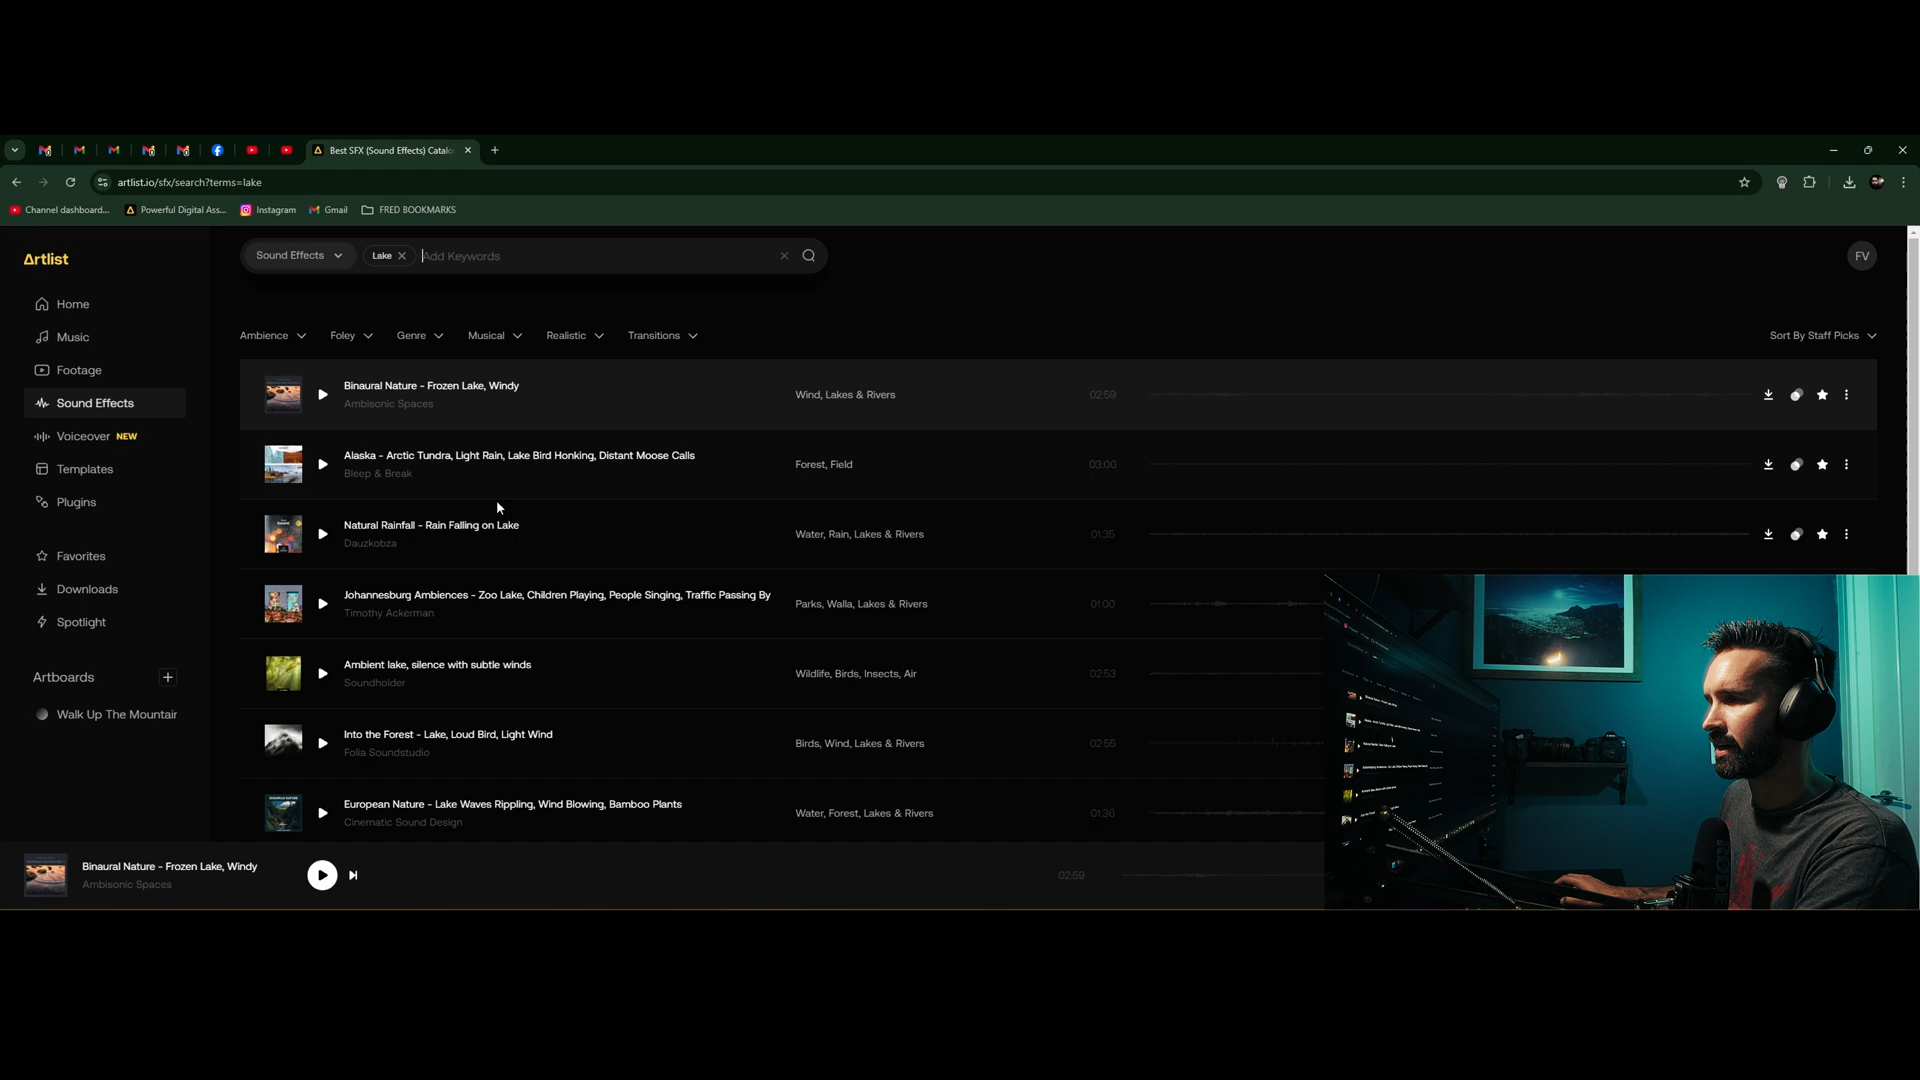 Best SFX (Sound Effects) Catalo
artlist.io/sfx/search?terms=lake
Channel dashboard...
Powerful Digital Ass...
Instagram
Gmail
FRED BOOKMARKS
Artlist
Sound Effects
Lake
Add Keywords
FV
Home
Music
Footage
Sound Effects
Voiceover NEW
Templates
Plugins
Favorites
Downloads
Spotlight
Artboards
Walk Up The Mountain
Ambience
Foley
Genre
Musical
Realistic
Transitions
Sort By Staff Picks
Binaural Nature - Frozen Lake, Windy
Ambisonic Spaces
Wind, Lakes & Rivers
02:59
Alaska - Arctic Tundra, Light Rain, Lake Bird Honking, Distant Moose Calls
Bleep & Break
Forest, Field
03:00
Natural Rainfall - Rain Falling on Lake
Dauzkobza
Water, Rain, Lakes & Rivers
01:35
Johannesburg Ambiences - Zoo Lake, Children Playing, People Singing, Traffic Passing By
Timothy Ackerman
Parks, Walla, Lakes & Rivers
01:00
Ambient lake, silence with subtle winds
Soundholder
Wildlife, Birds, Insects, Air
02:53
Into the Forest - Lake, Loud Bird, Light Wind
Folia Soundstudio
Birds, Wind, Lakes & Rivers
02:55
European Nature - Lake Waves Rippling, Wind Blowing, Bamboo Plants
Cinematic Sound Design
Water, Forest, Lakes & Rivers
01:36
Binaural Nature - Frozen Lake, Windy
Ambisonic Spaces
02:59
RODE